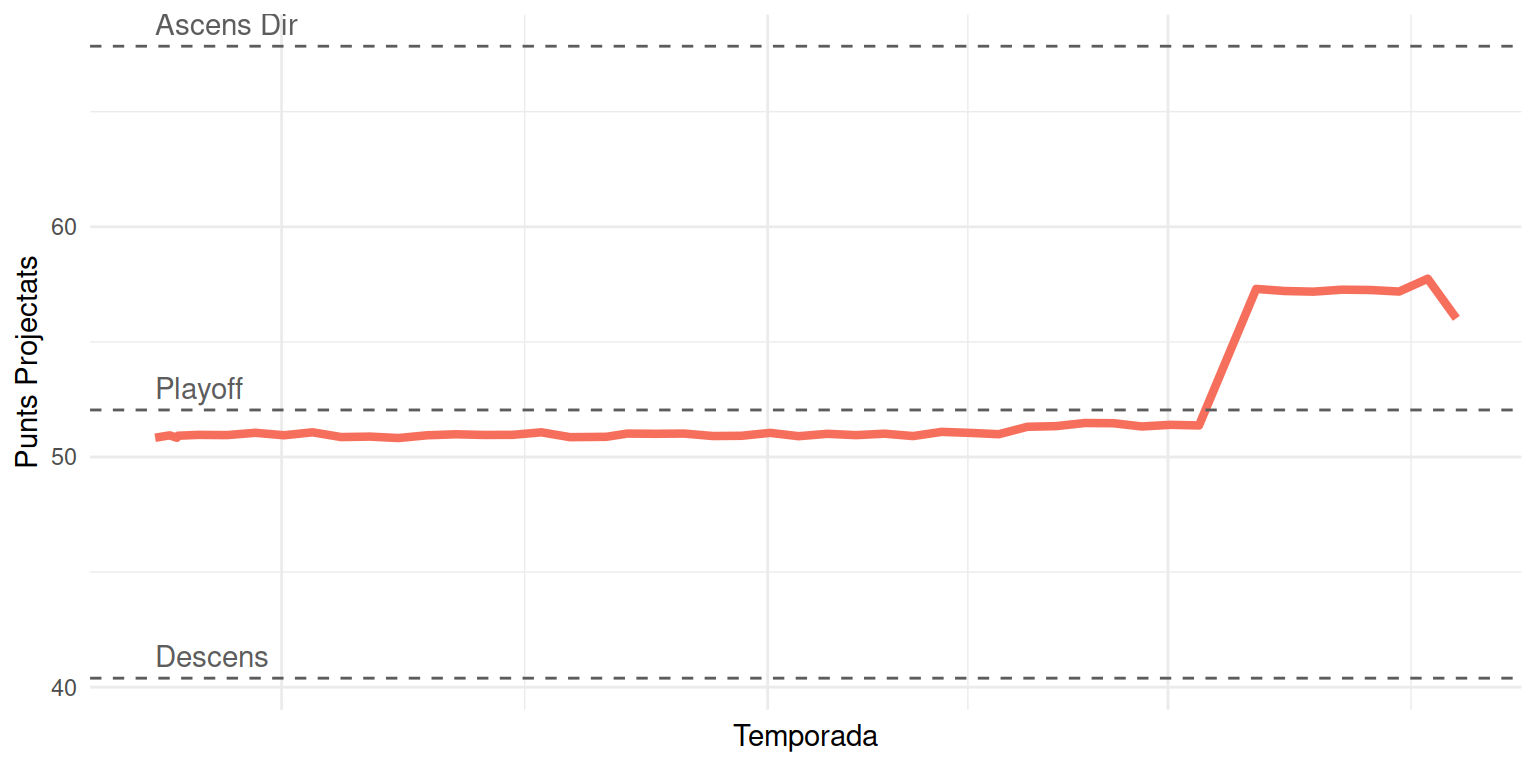 Ascens Dir
60
Playoff
50
Descens
40
Punts Projectats
Temporada